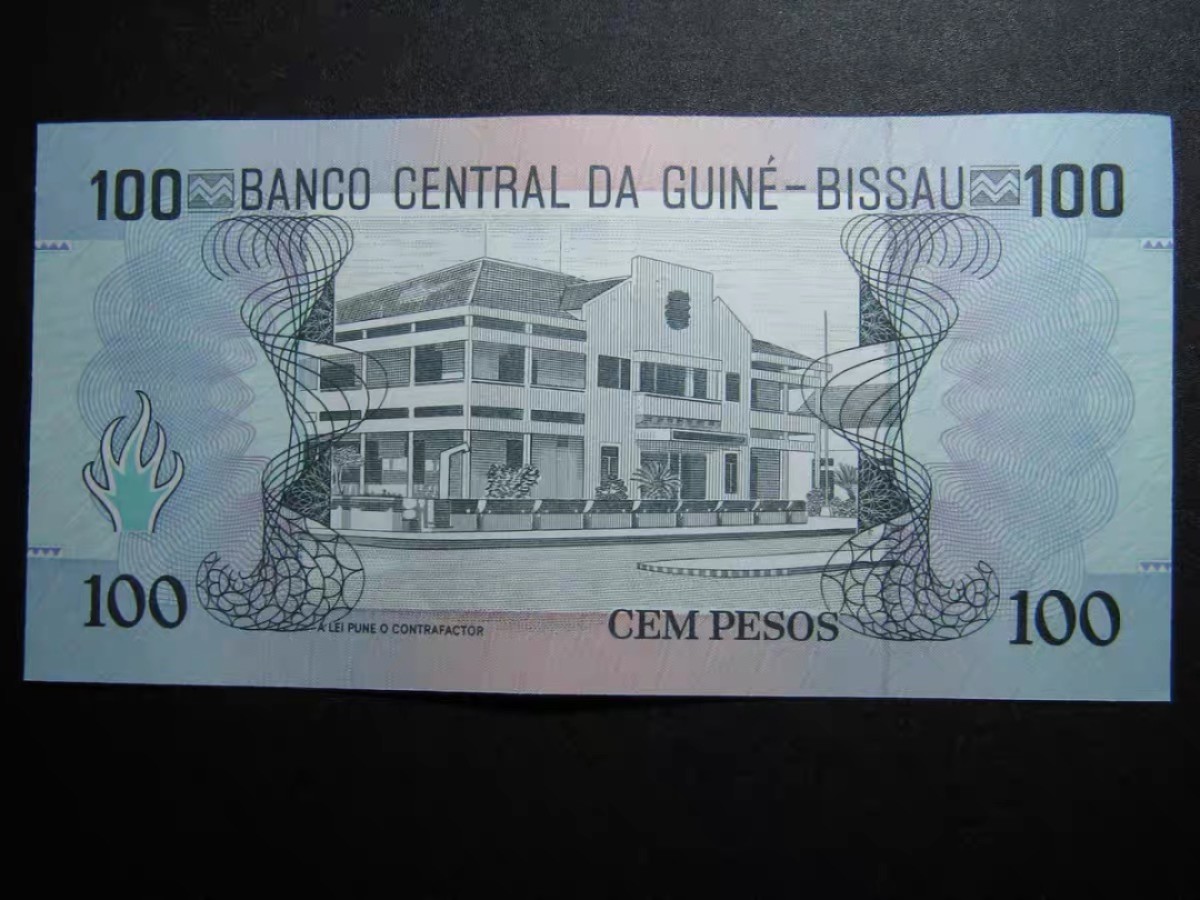 100 BANCO CENTRAL DA GUINÉ-BISSAU 100
100 A LEI PUNE O CONTRAFACTOR CEM PESOS 100